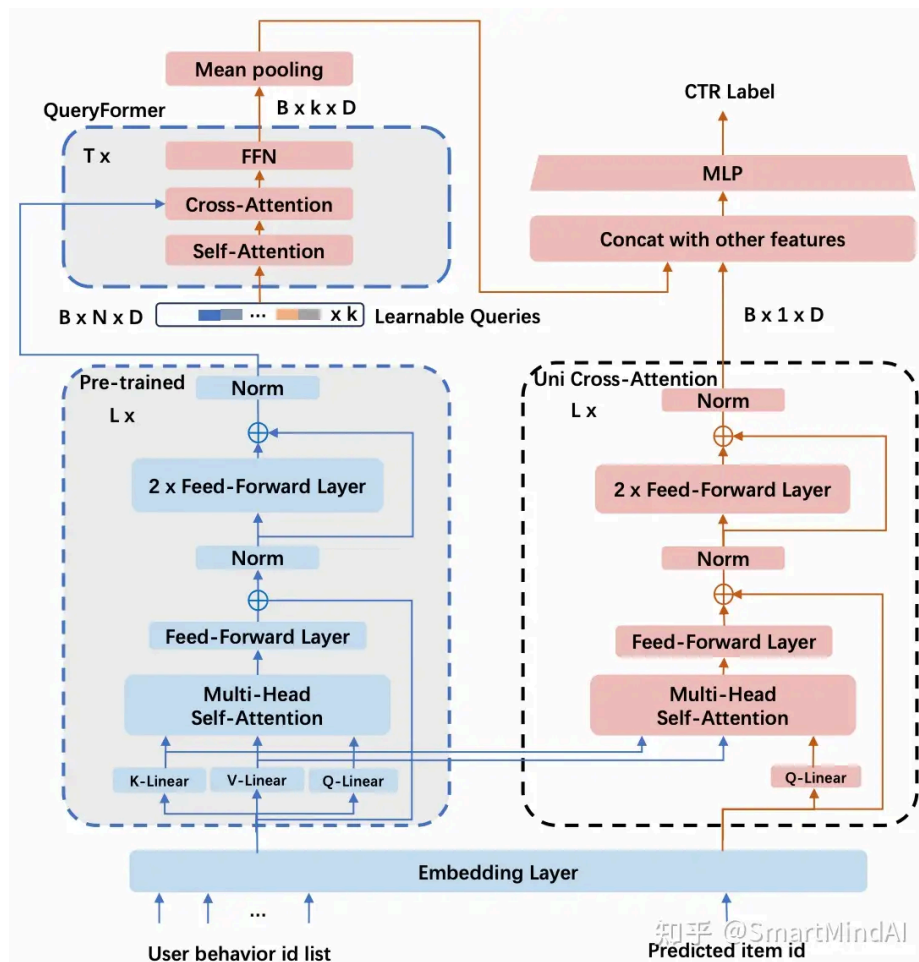 Mean pooling
QueryFormer
B x k x D
T x
FFN
Cross-Attention
Self-Attention
B x N x D
... x k
Learnable Queries
CTR Label
MLP
Concat with other features
B x 1 x D
Pre-trained
L x
Norm
2 x Feed-Forward Layer
Norm
Feed-Forward Layer
Multi-Head
Self-Attention
K-Linear
V-Linear
Q-Linear
Uni Cross-Attention
L x
Norm
2 x Feed-Forward Layer
Norm
Feed-Forward Layer
Multi-Head
Self-Attention
Q-Linear
Embedding Layer
...
User behavior id list
Predicted item id
知乎 @SmartMindAI